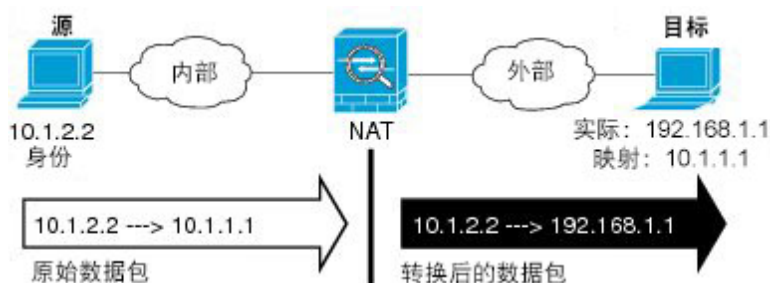 源
目标
内部
外部
10.1.2.2
身份
NAT
实际：192.168.1.1
映射：10.1.1.1
10.1.2.2 ---> 10.1.1.1
10.1.2.2 ---> 192.168.1.1
原始数据包
转换后的数据包